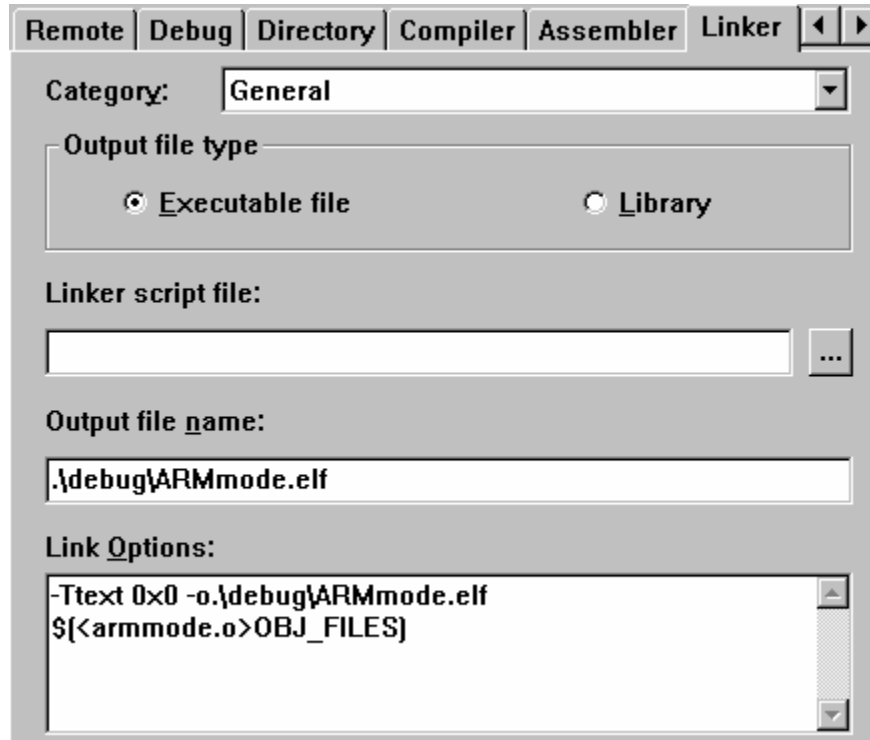 Remote Debug Directory Compiler Assembler Linker
Category: General
Output file type
Executable file Library
Linker script file:
...
Output file name:
.\debug\ARMmode.elf
Link Options:
-Ttext 0x0 -o.\debug\ARMmode.elf
$(<armmode.o>OBJ_FILES)